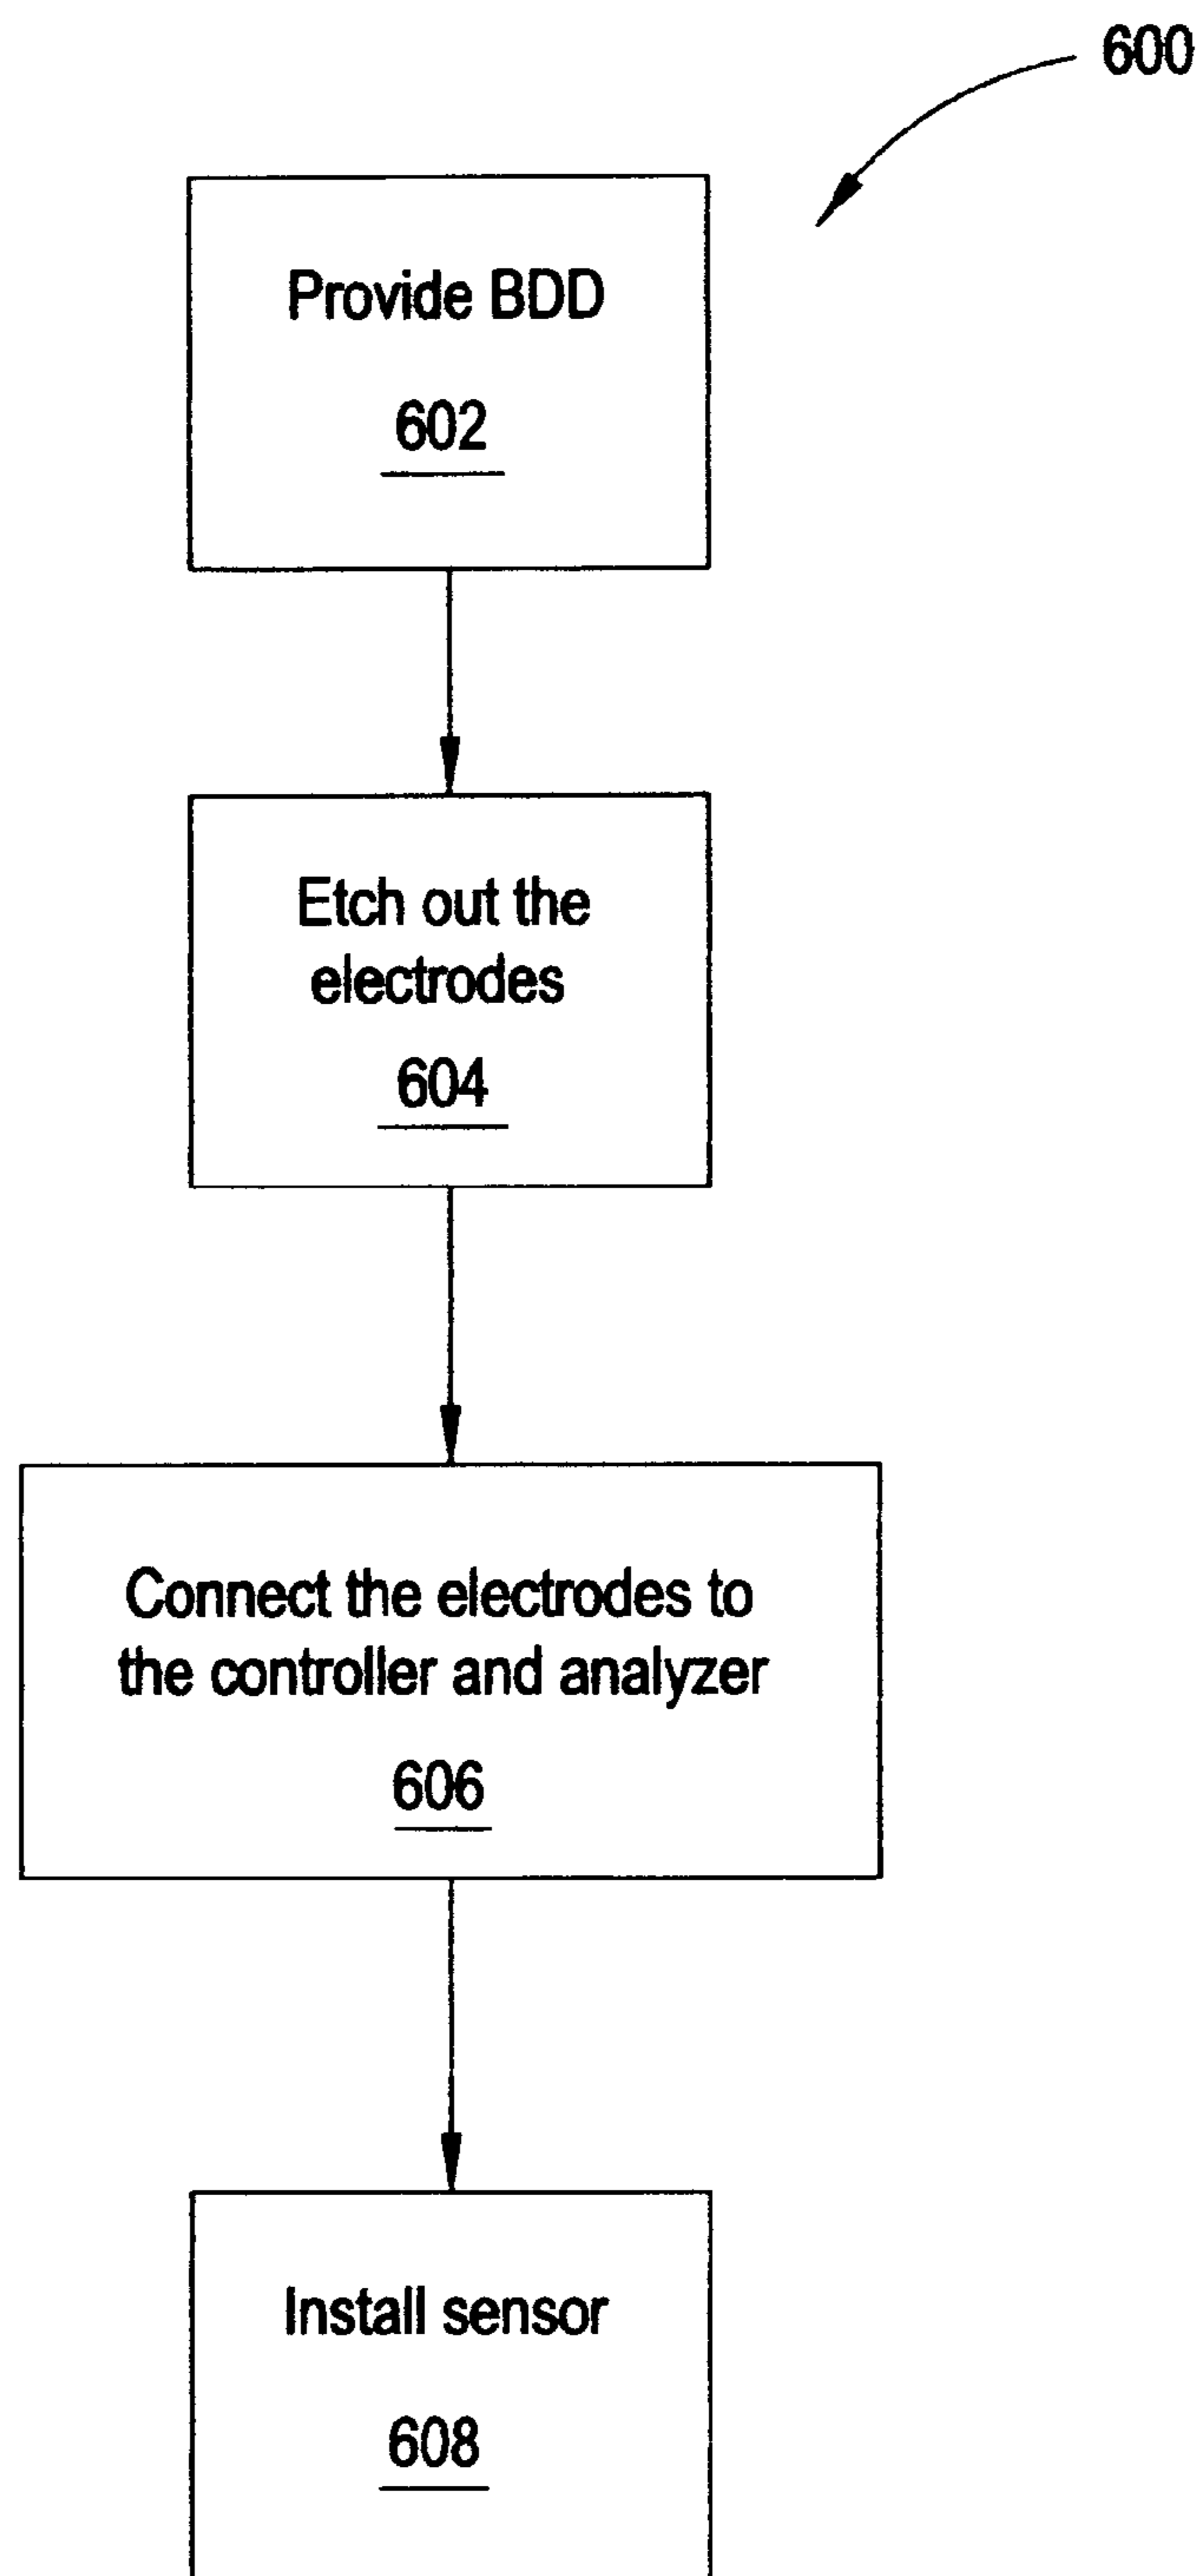 600
Provide BDD
602
Etch out the
electrodes
604
Connect the electrodes to
the controller and analyzer
606
Install sensor
608